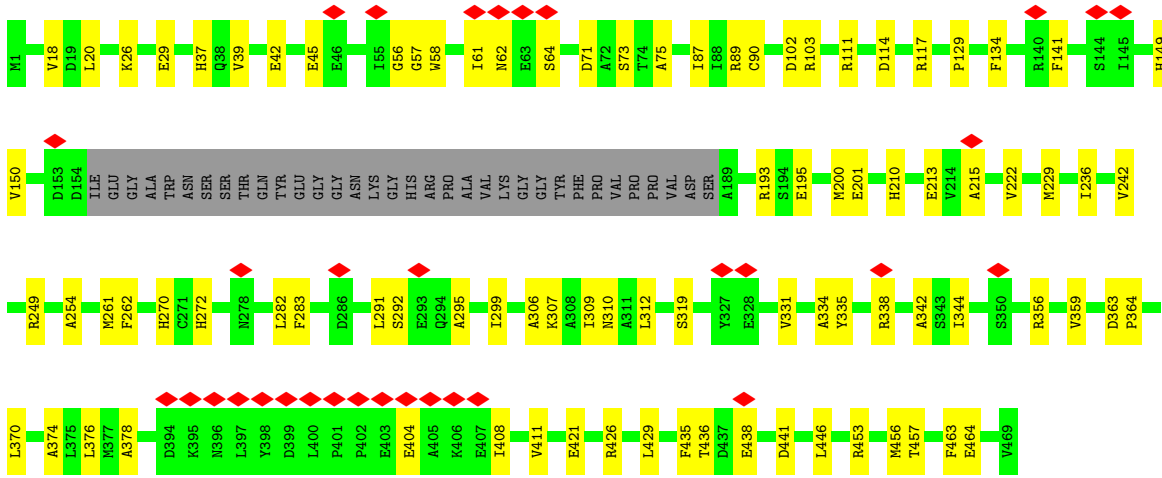 M1 V18 D19 L20 K26 E29 H37 Q38 V39 E42 E45 E46 I55 G56 G57 W58 I61 N62 E63 S64 D71 A72 S73 T74 A75 I87 I88 R89 C90 D102 R103 R111 D114 R117 P129 F134 R140 F141 S144 I145 H149
V150 D153 D154 ILE GLU GLY GLY ALA TRP ASN SER SER THR GLN TYR GLU GLY GLY ASN LYS GLY HIS ARG PRO ALA VAL LYS GLY GLY TYR PHE PRO VAL PRO PRO VAL ASP SER A189 R193 S194 E195 M200 E201 H210 E213 V214 A215 V222 M229 I236 V242
R249 A254 M261 F262 H270 C271 H272 N278 L282 F283 D286 L291 S292 E293 Q294 A295 I299 A306 K307 A308 I309 N310 A311 L312 S319 Y327 E328 V331 A334 Y335 R338 A342 S343 I344 S350 R356 V359 D363 P364
L370 A374 L375 L376 M377 A378 D394 K395 N396 L397 Y398 D399 L400 P401 P402 E403 E404 A405 K406 E407 I408 V411 E421 R426 L429 F435 T436 D437 E438 D441 L446 R453 M456 T457 F463 E464 V469